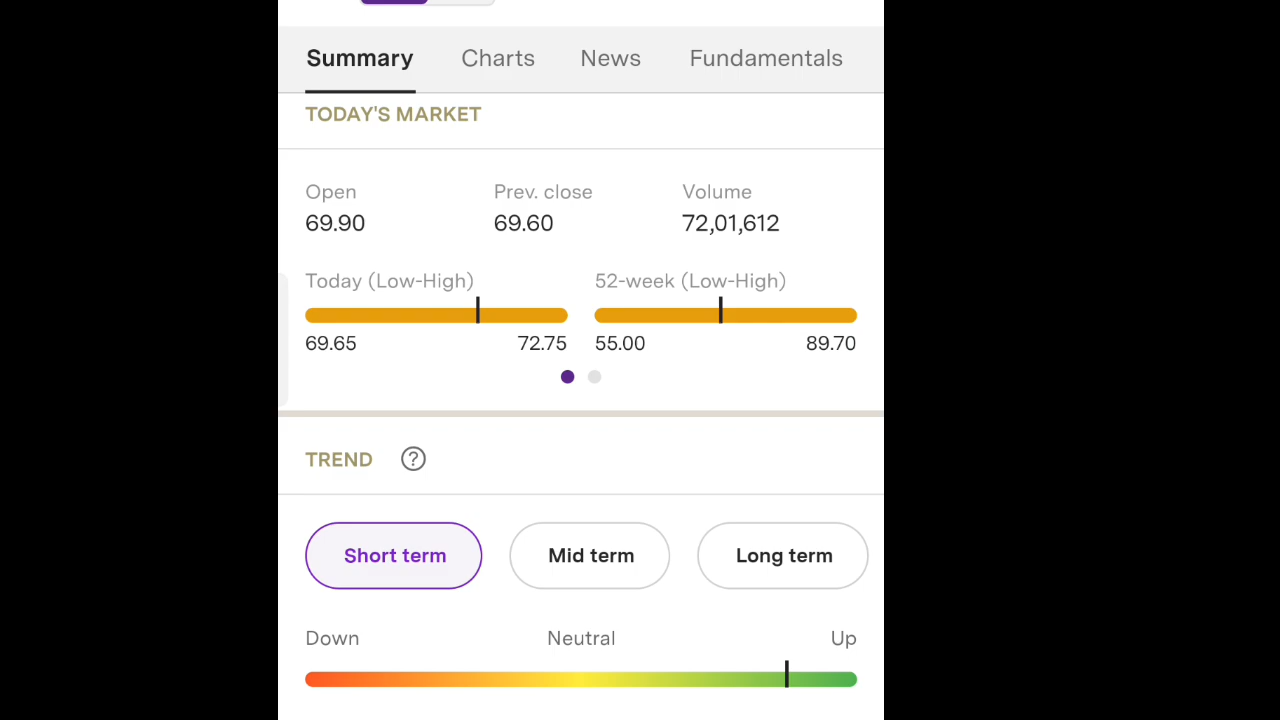 Summary Charts News Fundamentals
TODAY'S MARKET
Open Prev. close Volume
69.90 69.60 72,01,612
Today (Low-High) 52-week (Low-High)
69.65 72.75 55.00 89.70
TREND ?
Short term Mid term Long term
Down Neutral Up